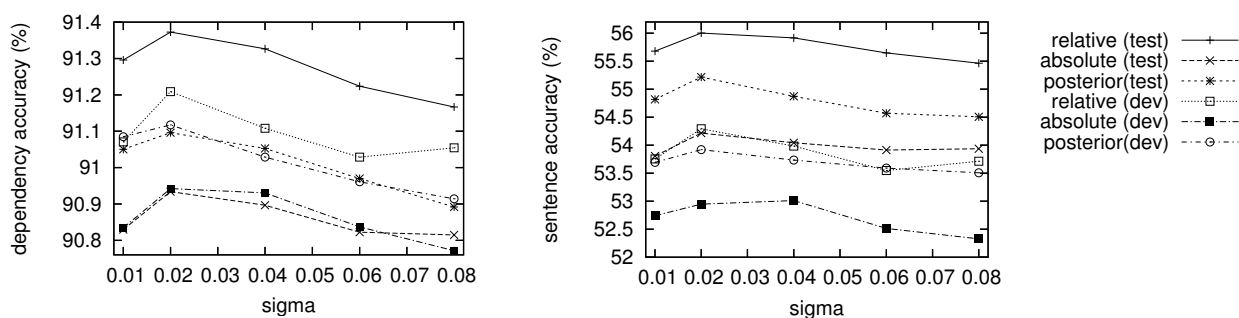 dependency accuracy (%)
91.4
91.3
91.2
91.1
91
90.9
90.8
0.01 0.02 0.03 0.04 0.05 0.06 0.07 0.08
sigma
sentence accuracy (%)
56
55.5
55
54.5
54
53.5
53
52.5
52
0.01 0.02 0.03 0.04 0.05 0.06 0.07 0.08
sigma
relative (test)
absolute (test)
posterior(test)
relative (dev)
absolute (dev)
posterior(dev)